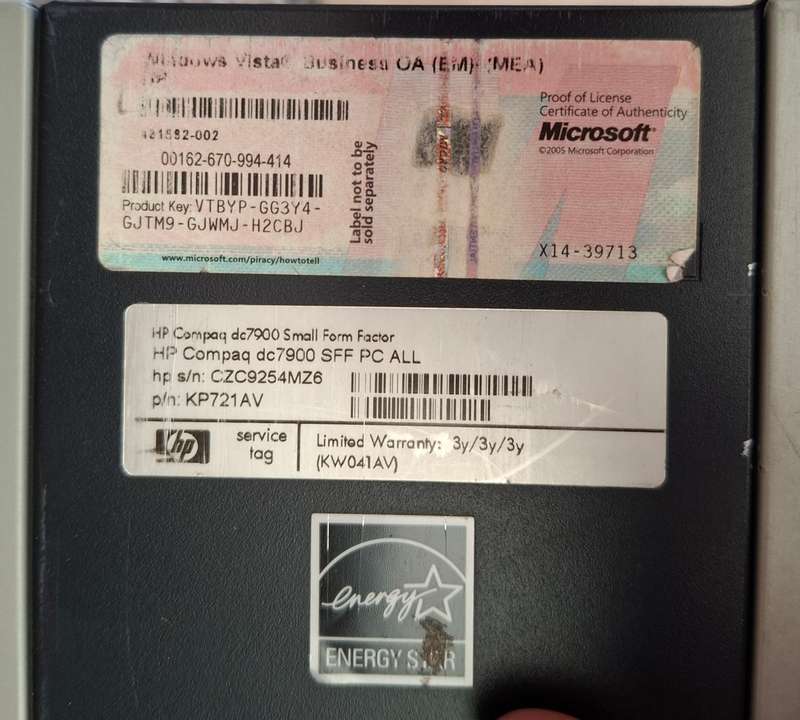 Windows Vista® Business OA (EM) (MEA)
HP
Proof of License
Certificate of Authenticity
Microsoft®
©2005 Microsoft Corporation
421582-002
00162-670-994-414
Product Key: VTBYP-GG3Y4-
GJTM9-GJWMJ-H2CBJ
Label not to be
sold separately
www.microsoft.com/piracy/howtotell
X14-39713
HP Compaq dc7900 Small Form Factor
HP Compaq dc7900 SFF PC ALL
hp s/n: CZC9254MZ6
p/n: KP721AV
hp
service
tag
Limited Warranty: 3y/3y/3y
(KW041AV)
energy
ENERGY STAR